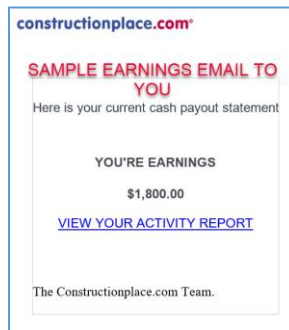 constructionplace.com®
SAMPLE EARNINGS EMAIL TO
YOU
Here is your current cash payout statement
YOU'RE EARNINGS
$1,800.00
VIEW YOUR ACTIVITY REPORT
The Constructionplace.com Team.